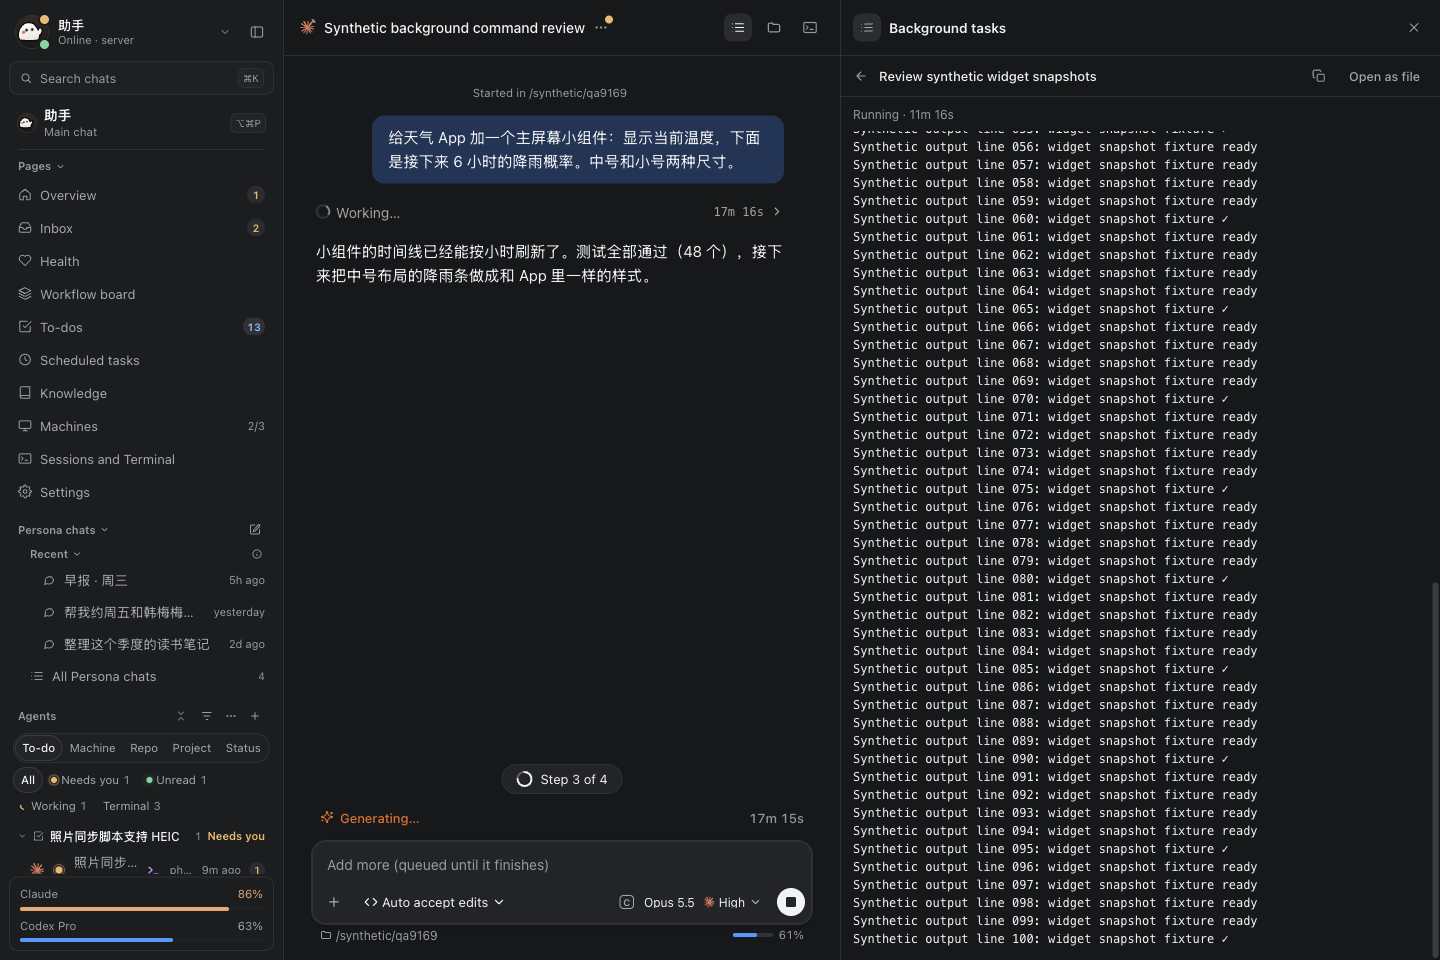 助手
Online · server
Search chats
⌘K
助手
Main chat
⌥⌘P
Pages
Overview
1
Inbox
2
Health
Workflow board
To-dos
13
Scheduled tasks
Knowledge
Machines
2/3
Sessions and Terminal
Settings
Persona chats
Recent
早报 · 周三
5h ago
帮我约周五和韩梅梅...
yesterday
整理这个季度的读书笔记
2d ago
All Persona chats
4
Agents
To-do
Machine
Repo
Project
Status
All
Needs you 1
Unread 1
Working 1
Terminal 3
照片同步脚本支持 HEIC
1
Needs you
照片同步...
ph...
9m ago
1
Claude
86%
Codex Pro
63%
Synthetic background command review
Started in /synthetic/qa9169
给天气 App 加一个主屏幕小组件：显示当前温度，下面
是接下来 6 小时的降雨概率。中号和小号两种尺寸。
Working...
17m 16s
小组件的时间线已经能按小时刷新了。测试全部通过（48 个），接下
来把中号布局的降雨条做成和 App 里一样的样式。
Step 3 of 4
Generating...
17m 15s
Add more (queued until it finishes)
Auto accept edits
C
Opus 5.5
High
/synthetic/qa9169
61%
Background tasks
Review synthetic widget snapshots
Open as file
Running · 11m 16s
Synthetic output line 055: widget snapshot fixture ✓
Synthetic output line 056: widget snapshot fixture ready
Synthetic output line 057: widget snapshot fixture ready
Synthetic output line 058: widget snapshot fixture ready
Synthetic output line 059: widget snapshot fixture ready
Synthetic output line 060: widget snapshot fixture ✓
Synthetic output line 061: widget snapshot fixture ready
Synthetic output line 062: widget snapshot fixture ready
Synthetic output line 063: widget snapshot fixture ready
Synthetic output line 064: widget snapshot fixture ready
Synthetic output line 065: widget snapshot fixture ✓
Synthetic output line 066: widget snapshot fixture ready
Synthetic output line 067: widget snapshot fixture ready
Synthetic output line 068: widget snapshot fixture ready
Synthetic output line 069: widget snapshot fixture ready
Synthetic output line 070: widget snapshot fixture ✓
Synthetic output line 071: widget snapshot fixture ready
Synthetic output line 072: widget snapshot fixture ready
Synthetic output line 073: widget snapshot fixture ready
Synthetic output line 074: widget snapshot fixture ready
Synthetic output line 075: widget snapshot fixture ✓
Synthetic output line 076: widget snapshot fixture ready
Synthetic output line 077: widget snapshot fixture ready
Synthetic output line 078: widget snapshot fixture ready
Synthetic output line 079: widget snapshot fixture ready
Synthetic output line 080: widget snapshot fixture ✓
Synthetic output line 081: widget snapshot fixture ready
Synthetic output line 082: widget snapshot fixture ready
Synthetic output line 083: widget snapshot fixture ready
Synthetic output line 084: widget snapshot fixture ready
Synthetic output line 085: widget snapshot fixture ✓
Synthetic output line 086: widget snapshot fixture ready
Synthetic output line 087: widget snapshot fixture ready
Synthetic output line 088: widget snapshot fixture ready
Synthetic output line 089: widget snapshot fixture ready
Synthetic output line 090: widget snapshot fixture ✓
Synthetic output line 091: widget snapshot fixture ready
Synthetic output line 092: widget snapshot fixture ready
Synthetic output line 093: widget snapshot fixture ready
Synthetic output line 094: widget snapshot fixture ready
Synthetic output line 095: widget snapshot fixture ✓
Synthetic output line 096: widget snapshot fixture ready
Synthetic output line 097: widget snapshot fixture ready
Synthetic output line 098: widget snapshot fixture ready
Synthetic output line 099: widget snapshot fixture ready
Synthetic output line 100: widget snapshot fixture ✓